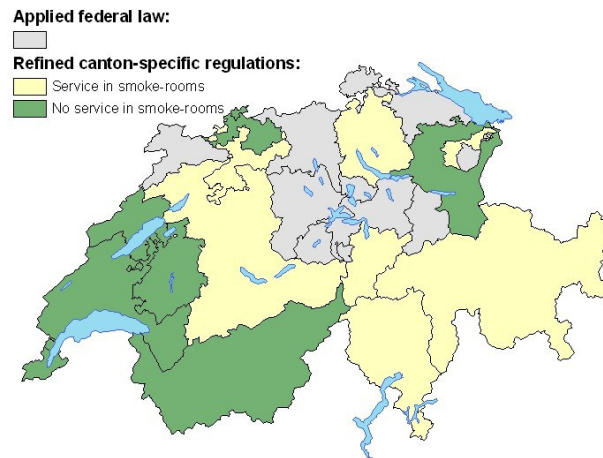 Applied federal law:
Refined canton-specific regulations:
Service in smoke-rooms
No service in smoke-rooms